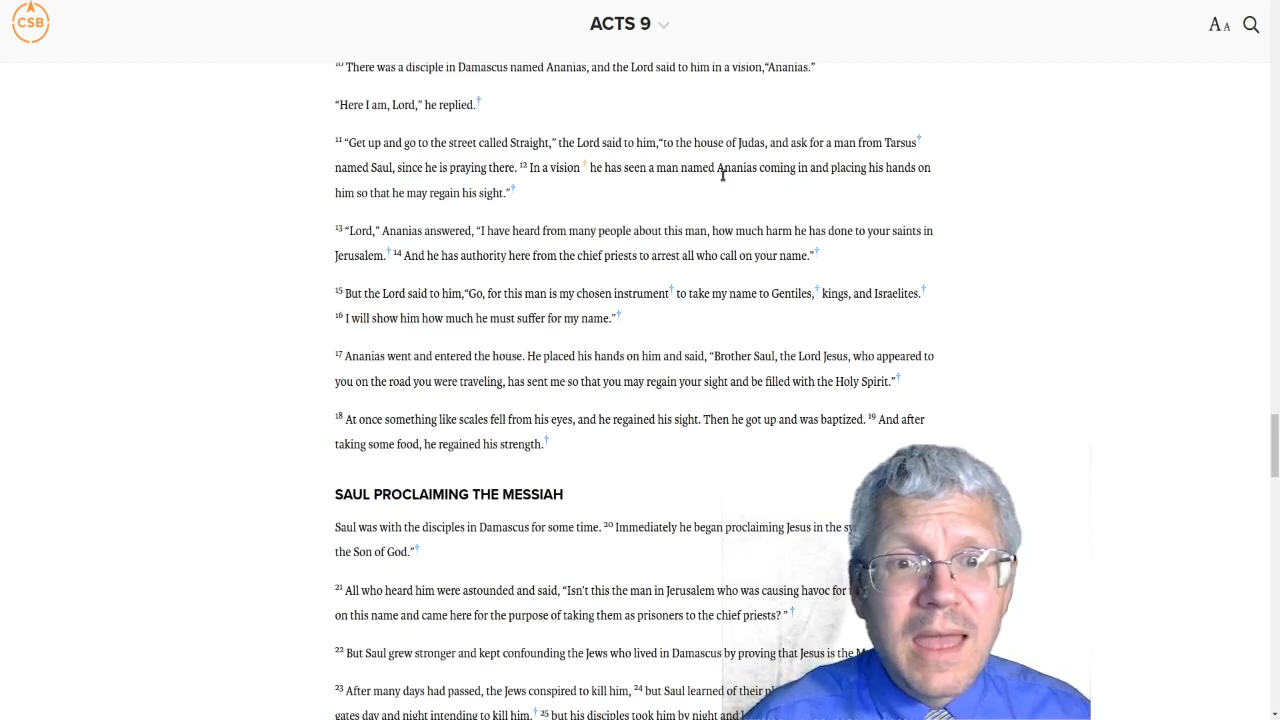 CSB
ACTS 9
AA
10 There was a disciple in Damascus named Ananias, and the Lord said to him in a vision,“Ananias.”
“Here I am, Lord,” he replied.†
11 “Get up and go to the street called Straight,” the Lord said to him,“to the house of Judas, and ask for a man from Tarsus†
named Saul, since he is praying there. 12 In a vision † he has seen a man named Ananias coming in and placing his hands on
him so that he may regain his sight.”†
13 “Lord,” Ananias answered, “I have heard from many people about this man, how much harm he has done to your saints in
Jerusalem.† 14 And he has authority here from the chief priests to arrest all who call on your name.”†
15 But the Lord said to him,“Go, for this man is my chosen instrument† to take my name to Gentiles,† kings, and Israelites.†
16 I will show him how much he must suffer for my name.”†
17 Ananias went and entered the house. He placed his hands on him and said, “Brother Saul, the Lord Jesus, who appeared to
you on the road you were traveling, has sent me so that you may regain your sight and be filled with the Holy Spirit.”†
18 At once something like scales fell from his eyes, and he regained his sight. Then he got up and was baptized. 19 And after
taking some food, he regained his strength.†
SAUL PROCLAIMING THE MESSIAH
Saul was with the disciples in Damascus for some time. 20 Immediately he began proclaiming Jesus in the
the Son of God.”†
21 All who heard him were astounded and said, “Isn’t this the man in Jerusalem who was causing havoc for
on this name and came here for the purpose of taking them as prisoners to the chief priests? ” †
22 But Saul grew stronger and kept confounding the Jews who lived in Damascus by proving that Jesus is the
23 After many days had passed, the Jews conspired to kill him, 24 but Saul learned of their
gates day and night intending to kill him.† 25 but his disciples took him by night and